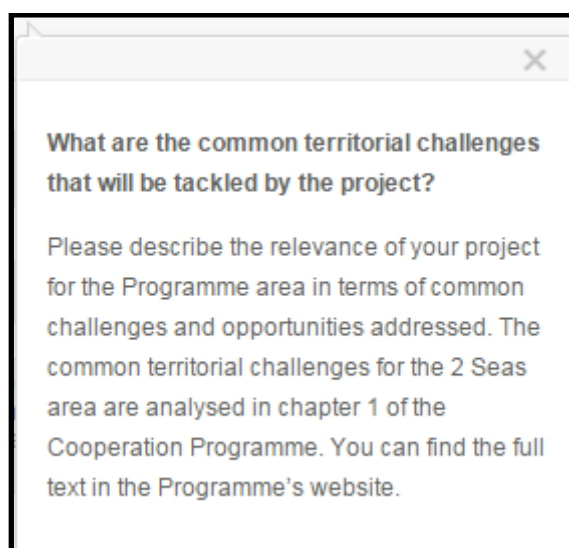 What are the common territorial challenges
that will be tackled by the project?
Please describe the relevance of your project
for the Programme area in terms of common
challenges and opportunities addressed. The
common territorial challenges for the 2 Seas
area are analysed in chapter 1 of the
Cooperation Programme. You can find the full
text in the Programme's website.